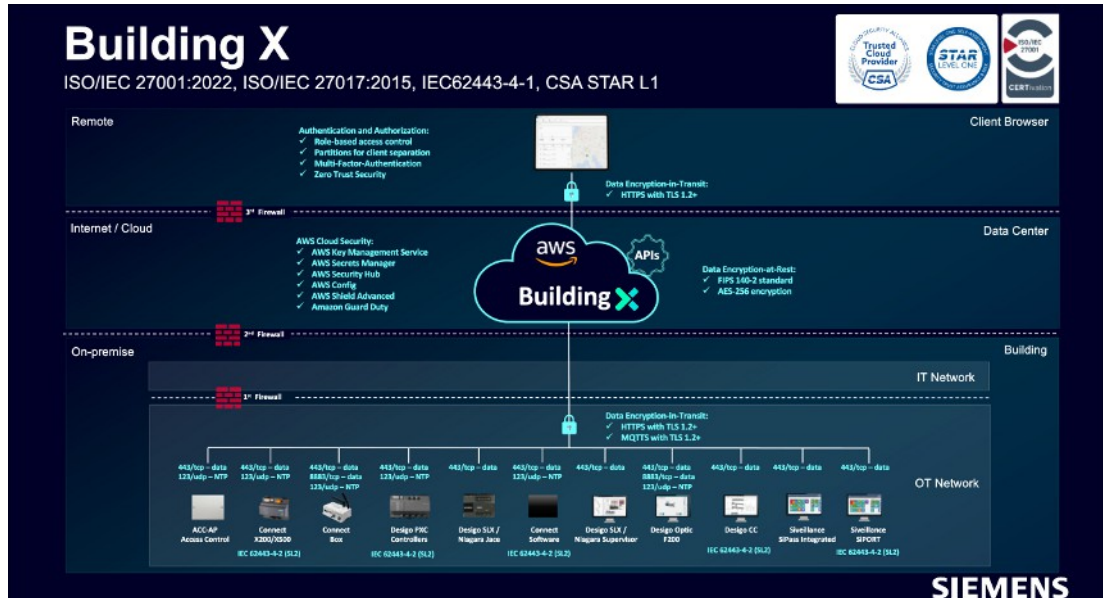 Building X
ISO/IEC 27001:2022, ISO/IEC 27017:2015, IEC62443-4-1, CSA STAR L1
Trusted
Cloud
Provider
CSA
STAR
LEVEL ONE
ISO/IEC
27001
CERTivation
Remote
Client Browser
Authentication and Authorization:
✓ Role-based access control
✓ Partitions for client separation
✓ Multi-Factor-Authentication
✓ Zero Trust Security
Data Encryption-in-Transit:
✓ HTTPS with TLS 1.2+
3rd Firewall
Internet / Cloud
Data Center
AWS Cloud Security:
✓ AWS Key Management Service
✓ AWS Secrets Manager
✓ AWS Security Hub
✓ AWS Config
✓ AWS Shield Advanced
✓ Amazon Guard Duty
aws
APIs
Building X
Data Encryption-at-Rest:
✓ FIPS 140-2 standard
✓ AES-256 encryption
2nd Firewall
On-premise
Building
IT Network
1st Firewall
Data Encryption-in-Transit:
✓ HTTPS with TLS 1.2+
✓ MQTTS with TLS 1.2+
OT Network
443/tcp – data
123/udp – NTP
ACC-AP
Access Control
443/tcp – data
123/udp – NTP
Connect
X200/X300
IEC 62443-4-2 (SL2)
443/tcp – data
8883/tcp – data
123/udp – NTP
Connect
Box
443/tcp – data
123/udp – NTP
Desigo PXC
Controllers
IEC 62443-4-2 (SL2)
443/tcp – data
Desigo SLX /
Niagara Jace
443/tcp – data
123/udp – NTP
Connect
Software
IEC 62443-4-2 (SL2)
443/tcp – data
Desigo SLX /
Niagara Supervisor
443/tcp – data
8883/tcp – data
123/udp – NTP
Desigo Optic
F200
443/tcp – data
Desigo CC
IEC 62443-4-2 (SL2)
443/tcp – data
Siveillance
SiPass Integrated
443/tcp – data
Siveillance
SIPORT
IEC 62443-4-2 (SL2)
SIEMENS